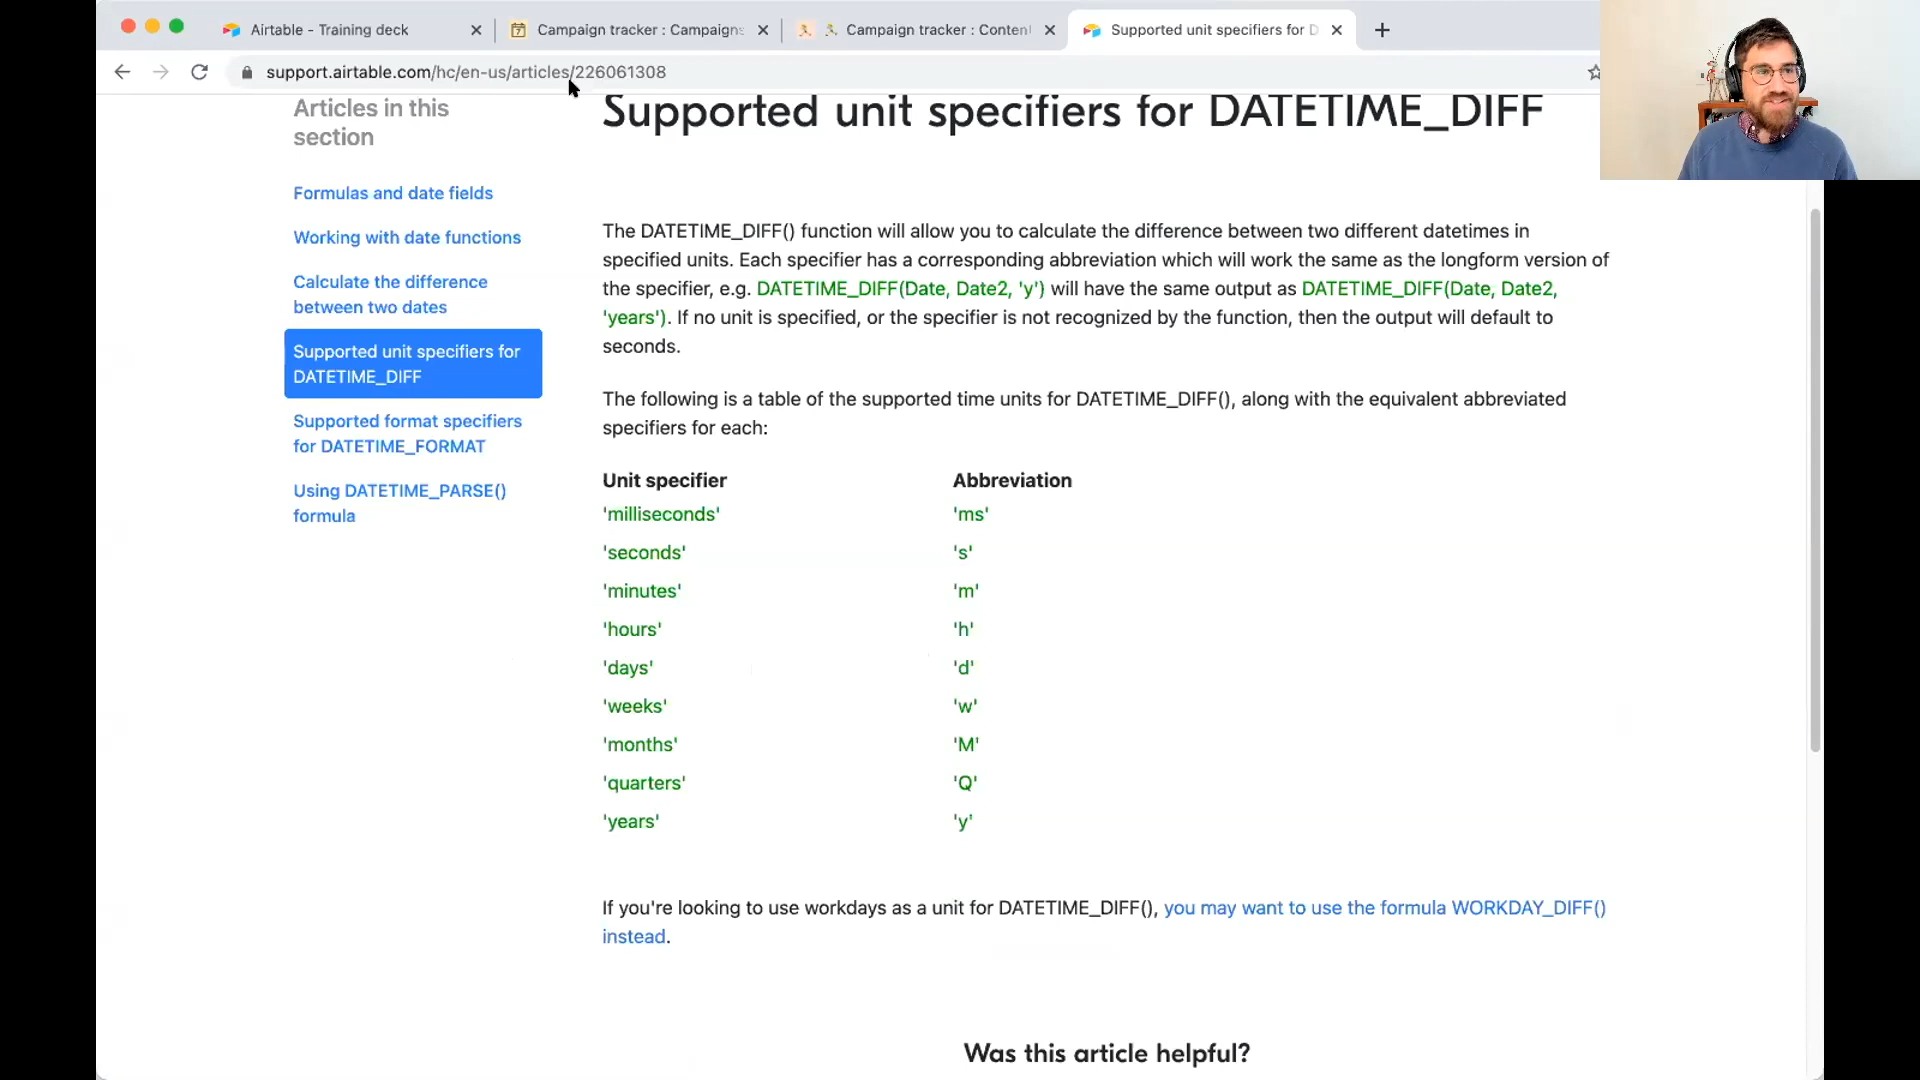 Airtable - Training deck
Campaign tracker : Campaigns
Campaign tracker : Content
Supported unit specifiers for D
support.airtable.com/hc/en-us/articles/226061308
Articles in this
section
Formulas and date fields
Working with date functions
Calculate the difference
between two dates
Supported unit specifiers for
DATETIME_DIFF
Supported format specifiers
for DATETIME_FORMAT
Using DATETIME_PARSE()
formula
Supported unit specifiers for DATETIME_DIFF
The DATETIME_DIFF() function will allow you to calculate the difference between two different datetimes in
specified units. Each specifier has a corresponding abbreviation which will work the same as the longform version of
the specifier, e.g. DATETIME_DIFF(Date, Date2, 'y') will have the same output as DATETIME_DIFF(Date, Date2,
'years'). If no unit is specified, or the specifier is not recognized by the function, then the output will default to
seconds.
The following is a table of the supported time units for DATETIME_DIFF(), along with the equivalent abbreviated
specifiers for each:
Unit specifier Abbreviation
'milliseconds' 'ms'
'seconds' 's'
'minutes' 'm'
'hours' 'h'
'days' 'd'
'weeks' 'w'
'months' 'M'
'quarters' 'Q'
'years' 'y'
If you're looking to use workdays as a unit for DATETIME_DIFF(), you may want to use the formula WORKDAY_DIFF()
instead.
Was this article helpful?